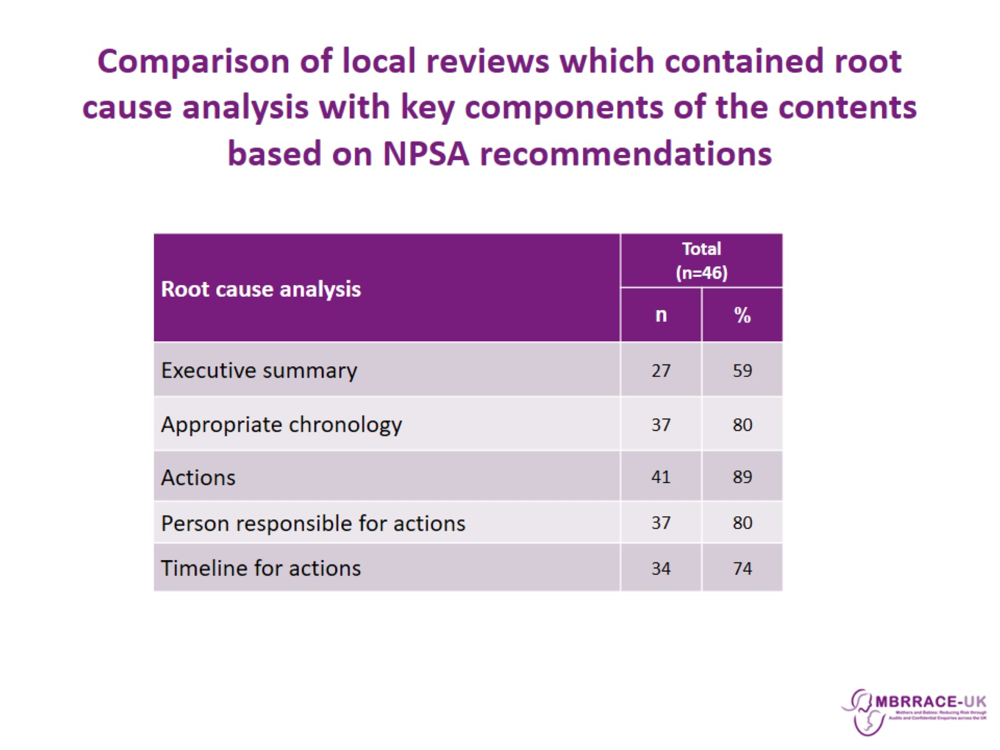 Comparison of local reviews which contained root
cause analysis with key components of the contents
based on NPSA recommendations
Root cause analysis
Total
(n=46)
n %
Executive summary 27 59
Appropriate chronology 37 80
Actions 41 89
Person responsible for actions 37 80
Timeline for actions 34 74
MBRRACE-UK
Mothers and Babies: Reducing Risk through
Audits and Confidential Enquiries across the UK